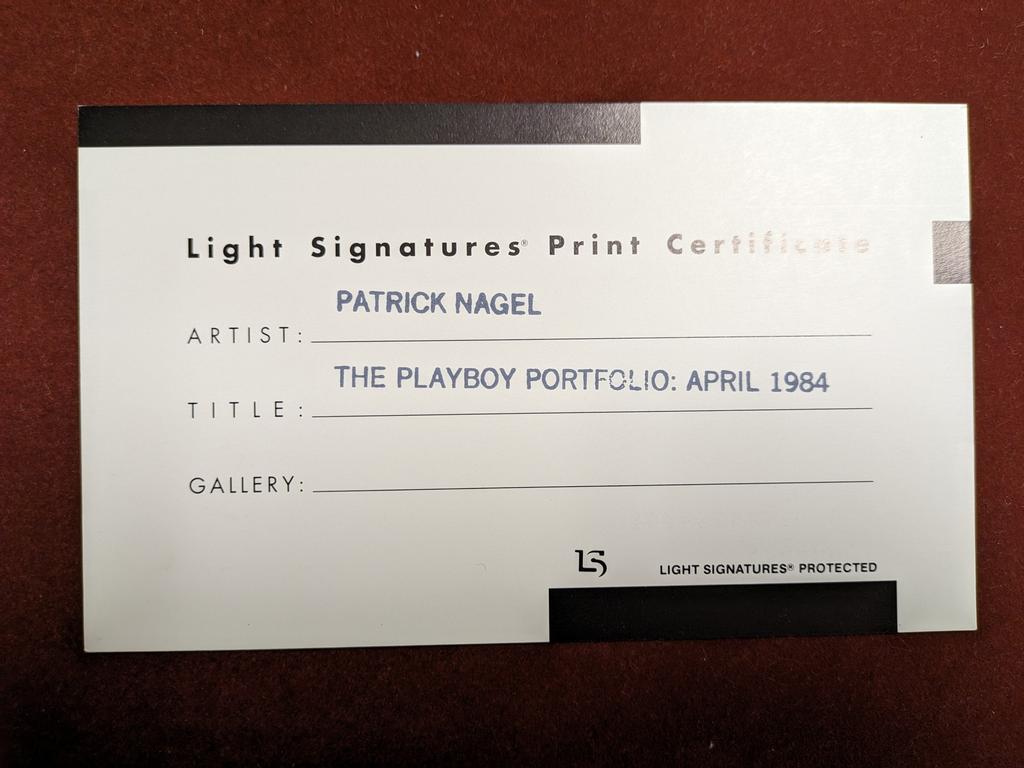 Light Signatures® Print Certificate
PATRICK NAGEL
ARTIST:
THE PLAYBOY PORTFOLIO: APRIL 1984
TITLE:
GALLERY:
LS LIGHT SIGNATURES® PROTECTED